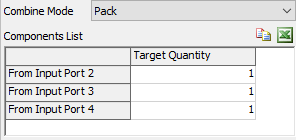 Combine Mode Pack
Components List
Target Quantity
From Input Port 2 1
From Input Port 3 1
From Input Port 4 1